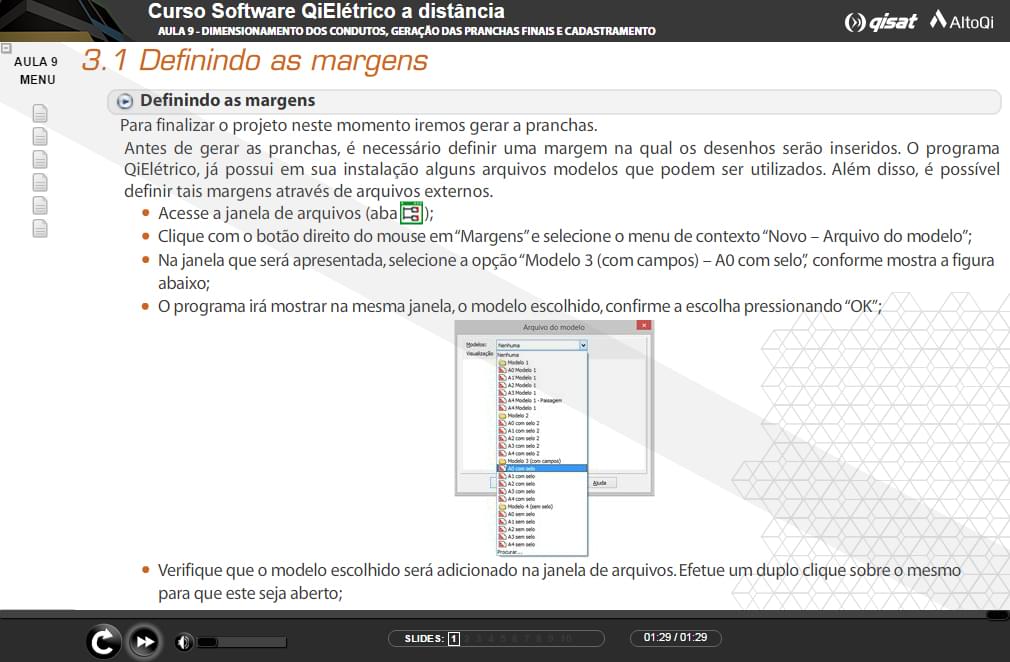 Curso Software QiElétrico a distância
AULA 9 - DIMENSIONAMENTO DOS CONDUTOS, GERAÇÃO DAS PRANCHAS FINAIS E CADASTRAMENTO
qisat AltoQi
AULA 9
MENU
3.1 Definindo as margens
Definindo as margens
Para finalizar o projeto neste momento iremos gerar a pranchas.
Antes de gerar as pranchas, é necessário definir uma margem na qual os desenhos serão inseridos. O programa
QiElétrico, já possui em sua instalação alguns arquivos modelos que podem ser utilizados. Além disso, é possível
definir tais margens através de arquivos externos.
• Acesse a janela de arquivos (aba );
• Clique com o botão direito do mouse em “Margens” e selecione o menu de contexto “Novo – Arquivo do modelo”;
• Na janela que será apresentada, selecione a opção “Modelo 3 (com campos) – A0 com selo”, conforme mostra a figura
abaixo;
• O programa irá mostrar na mesma janela, o modelo escolhido, confirme a escolha pressionando “OK”;
Arquivo do modelo
Modelos: Nenhuma
Visualização Nenhuma
Modelo 1
A0 Modelo 1
A1 Modelo 1
A2 Modelo 1
A3 Modelo 1
A4 Modelo 1 - Paisagem
A4 Modelo 1
Modelo 2
A0 com selo 2
A1 com selo 2
A2 com selo 2
A3 com selo 2
A4 com selo 2
Modelo 3 (com campos)
A0 com selo
A1 com selo
A2 com selo
Ajuda
A3 com selo
A4 com selo
Modelo 4 (sem selo)
A0 sem selo
A1 sem selo
A2 sem selo
A3 sem selo
A4 sem selo
Procurar...
• Verifique que o modelo escolhido será adicionado na janela de arquivos. Efetue um duplo clique sobre o mesmo
para que este seja aberto;
SLIDES: 1 2 3 4 5 6 7 8 9 10
01:29 / 01:29